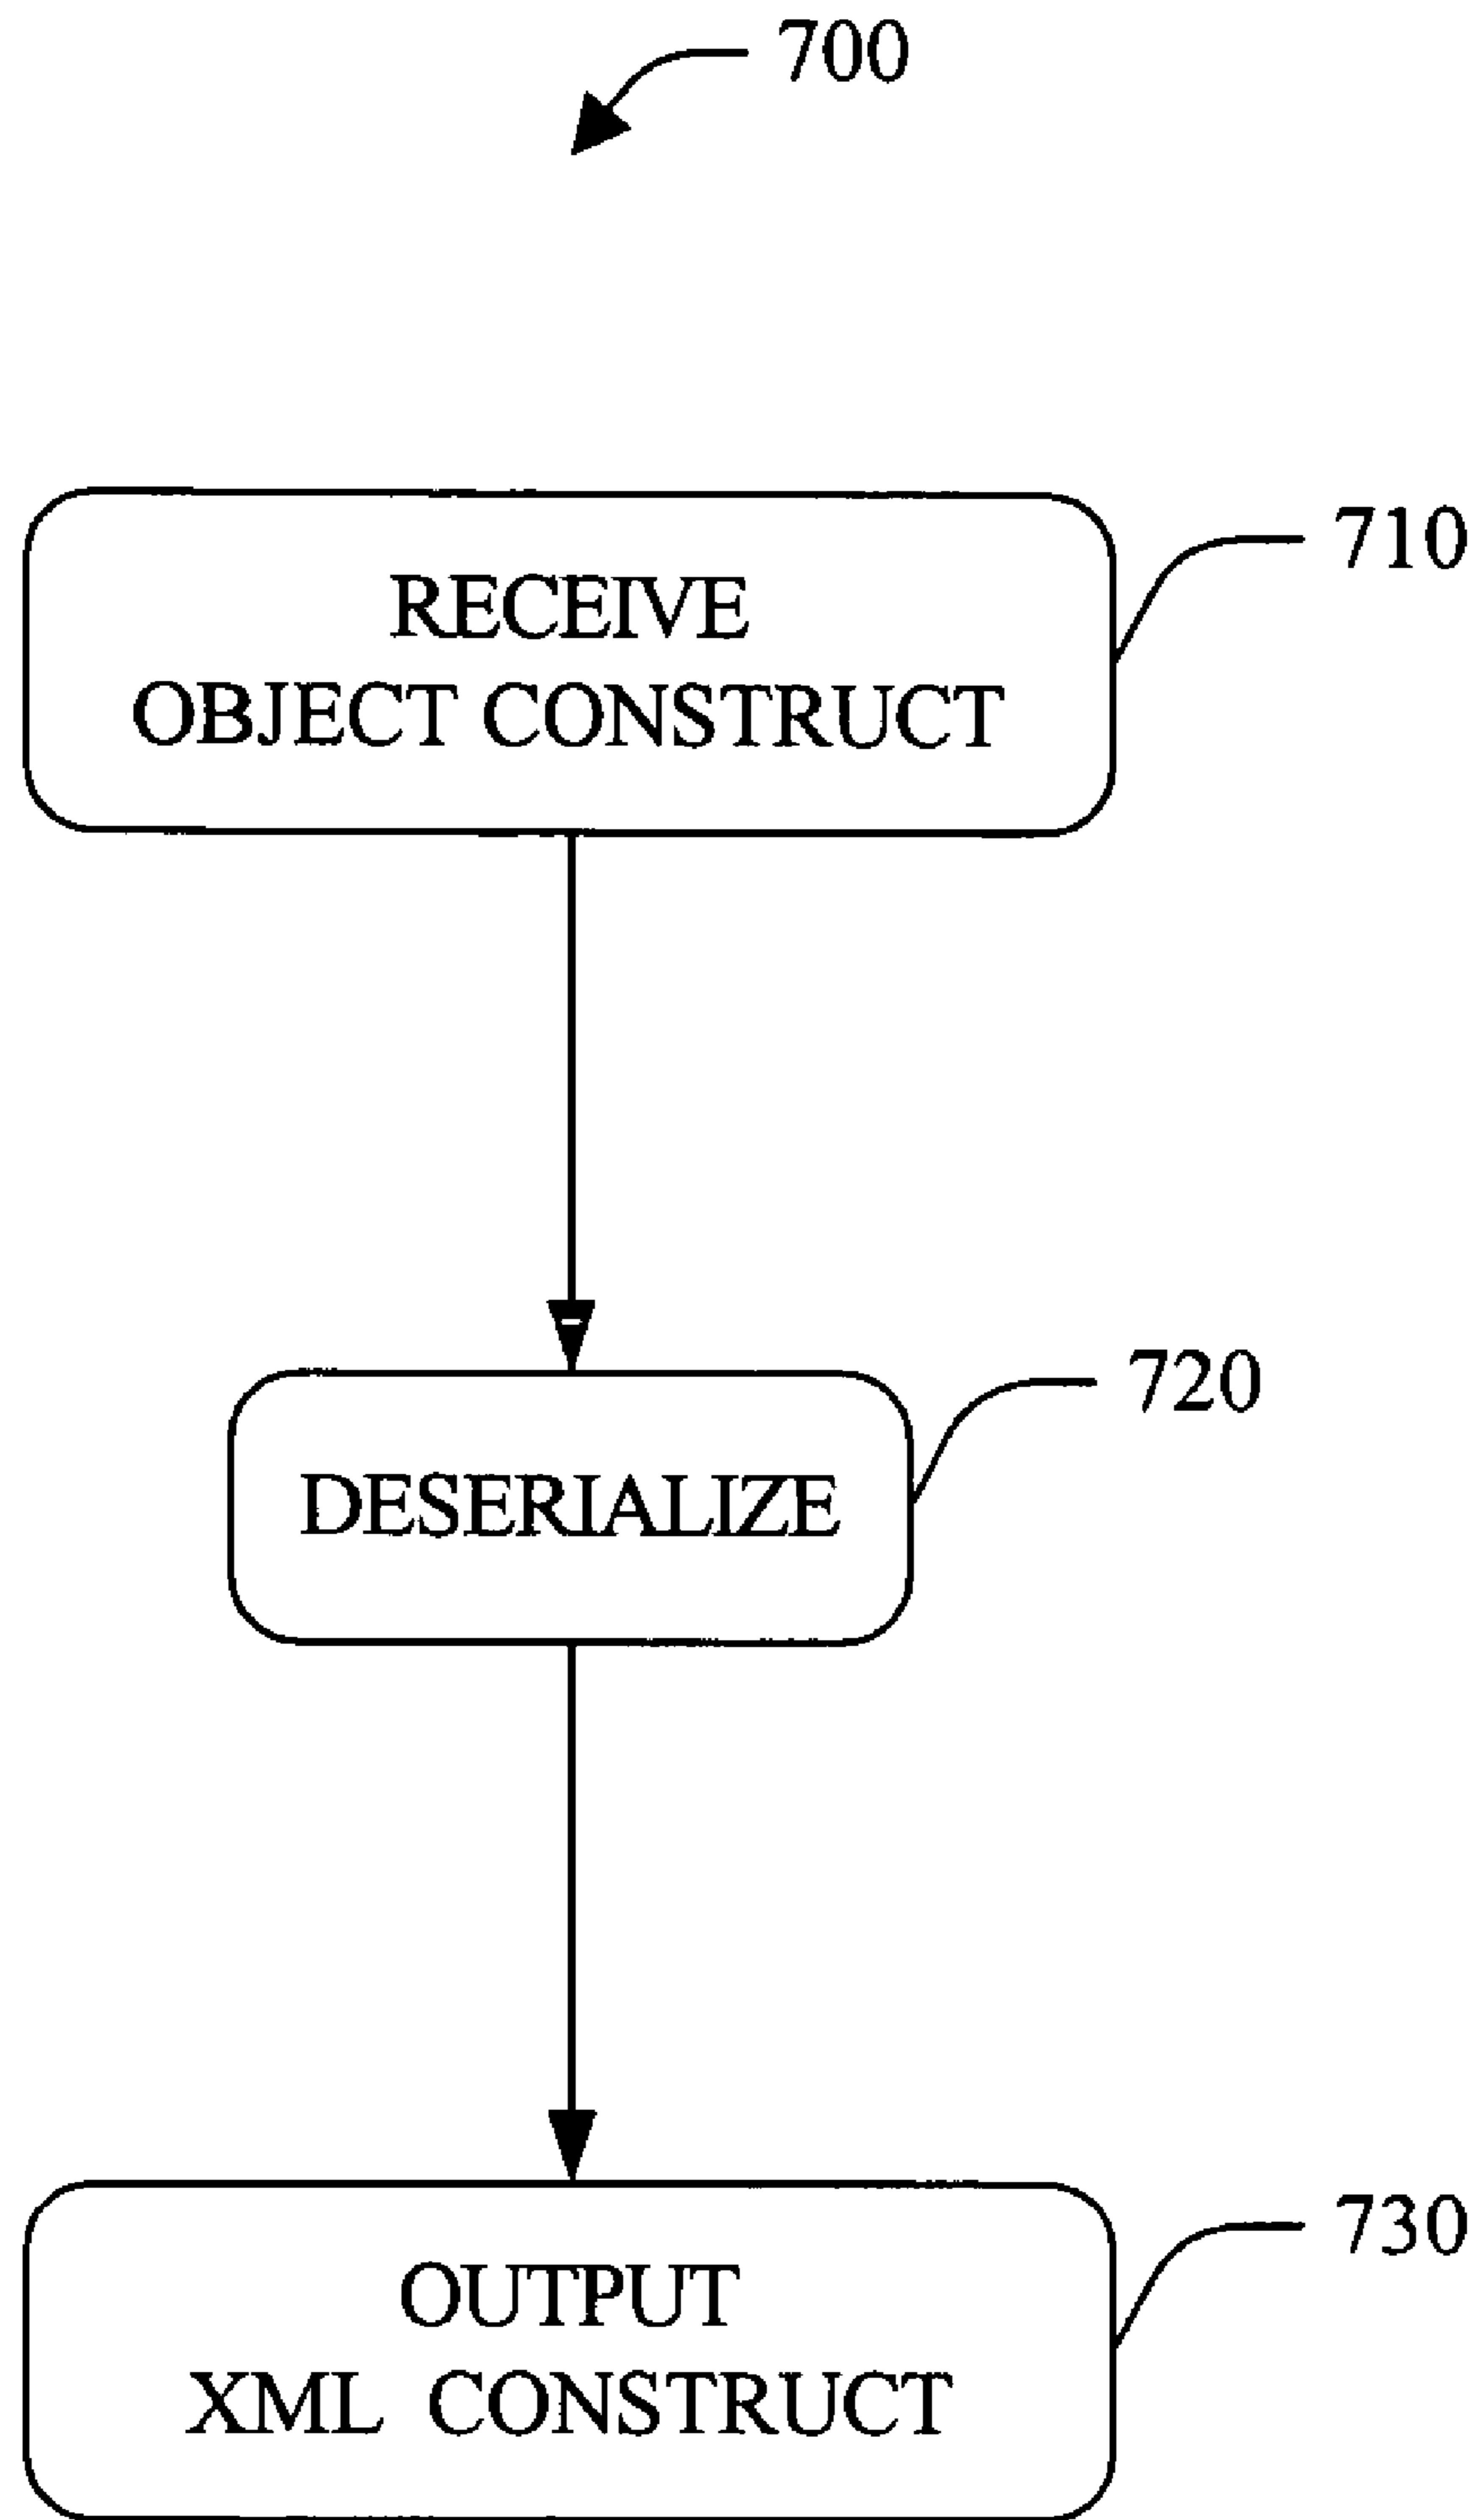 700
710
RECEIVE
OBJECT CONSTRUCT
720
DESERIALIZE
730
OUTPUT
XML CONSTRUCT